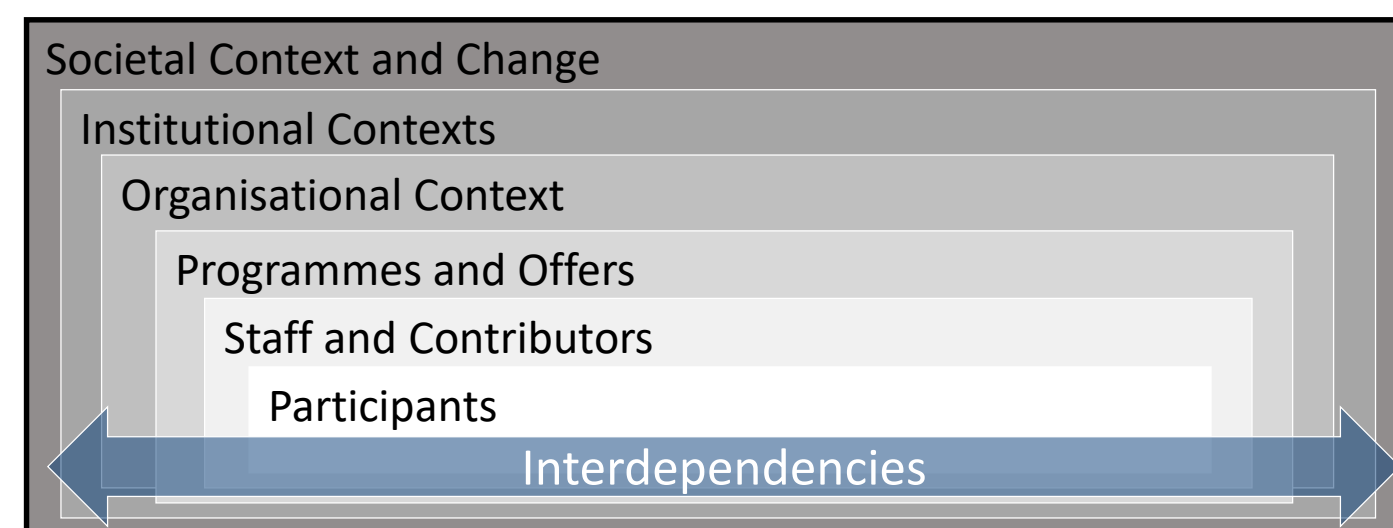 Societal Context and Change
Institutional Contexts
Organisational Context
Programmes and Offers
Staff and Contributors
Participants
Interdependencies